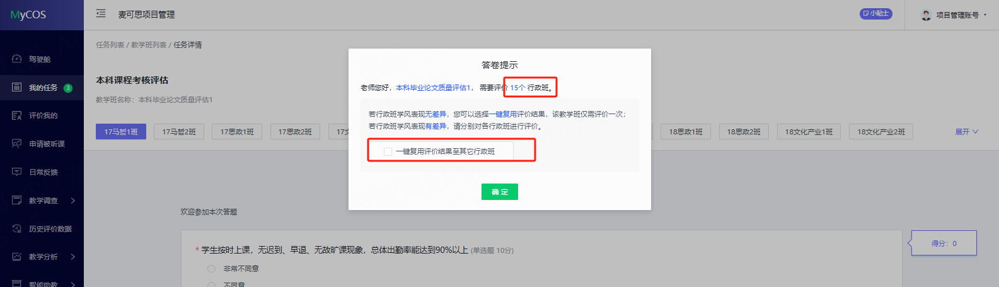 MyCOS
麦可思项目管理
小贴士
项目管理账号
驾驶舱
我的任务 3
评价我的
申请被听课
日常反馈
教学调查
历史评价数据
教学分析
智能助教
任务列表 / 教学班列表 / 任务详情
本科课程考核评估
教学班名称：本科毕业论文质量评估1
17马哲1班 17马哲2班 17思政1班 17思政2班 18思政1班 18思政2班 18文化产业1班 18文化产业2班 展开
答卷提示
老师您好，本科毕业论文质量评估1， 需要评价 15个 行政班。
若行政班学风表现无差异，您可以选择一键复用评价结果，该教学班仅需评价一次；
若行政班学风表现有差异，请分别对各行政班进行评价。
一键复用评价结果至其它行政班
确 定
欢迎参加本次答题
* 学生按时上课，无迟到、早退、无故旷课现象，总体出勤率能达到90%以上 (单选题 10分)
非常不同意
不同意
得分：0